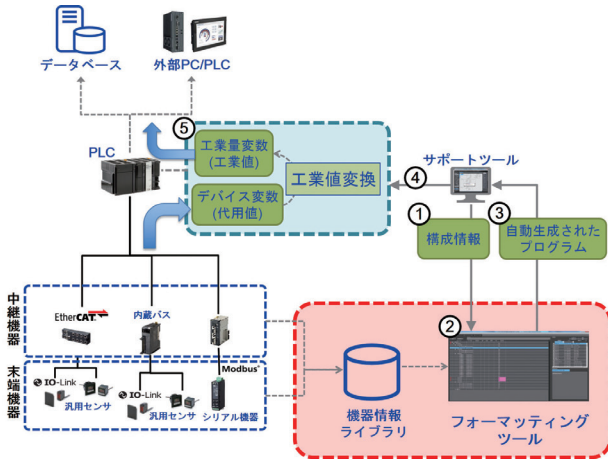 データベース
外部PC/PLC
⑤
PLC
工業量変数
(工業値)
工業値変換
デバイス変数
(代用値)
④
サポートツール
①
構成情報
③
自動生成された
プログラム
中継機器
EtherCAT
内蔵バス
末端機器
IO-Link
汎用センサ
IO-Link
汎用センサ
Modbus
シリアル機器
②
機器情報
ライブラリ
フォーマッティング
ツール